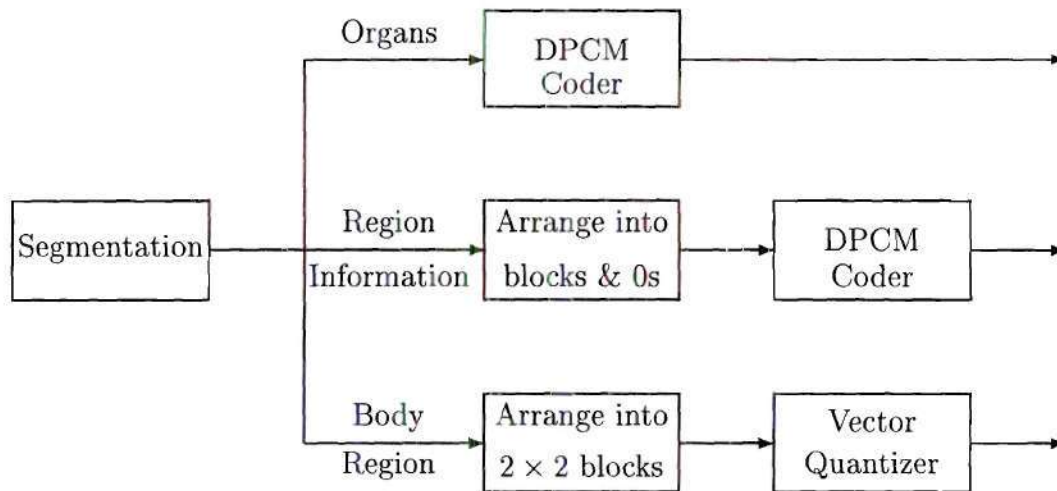 Organs
DPCM
Coder
Segmentation
Region
Information
Arrange into
blocks & 0s
DPCM
Coder
Body
Region
Arrange into
2 × 2 blocks
Vector
Quantizer